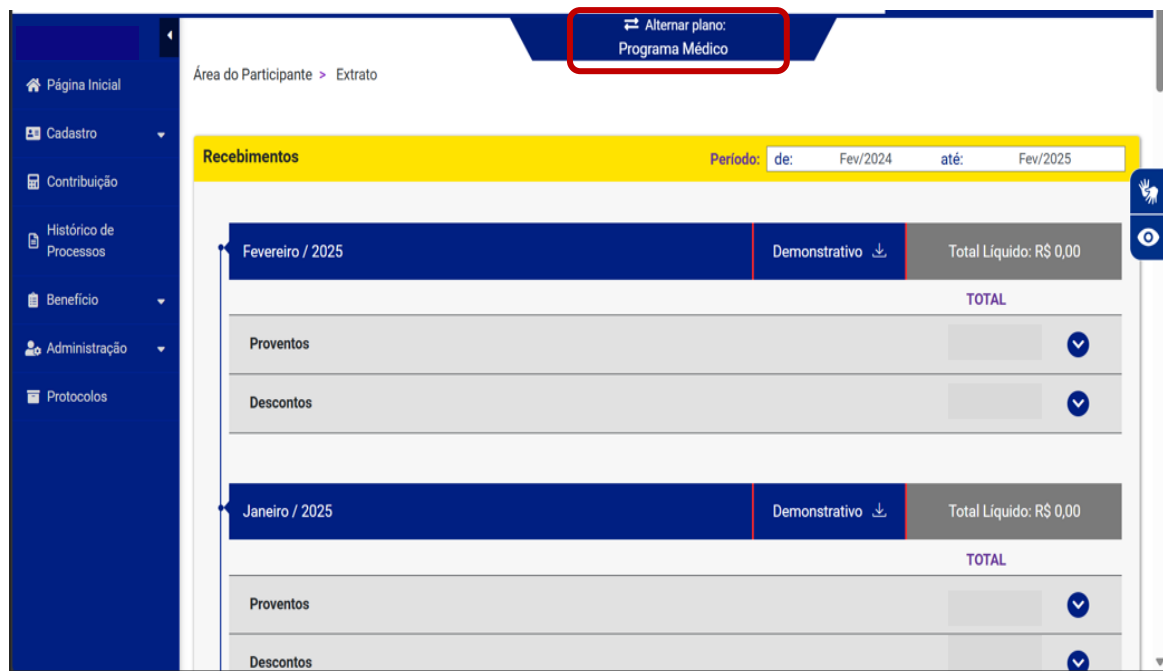 Alternar plano:
Programa Médico
Página Inicial
Cadastro
Contribuição
Histórico de
Processos
Benefício
Administração
Protocolos
Área do Participante > Extrato
Recebimentos
Período: de: Fev/2024 até: Fev/2025
Fevereiro / 2025 Demonstrativo Total Líquido: R$ 0,00
TOTAL
Proventos
Descontos
Janeiro / 2025 Demonstrativo Total Líquido: R$ 0,00
TOTAL
Proventos
Descontos